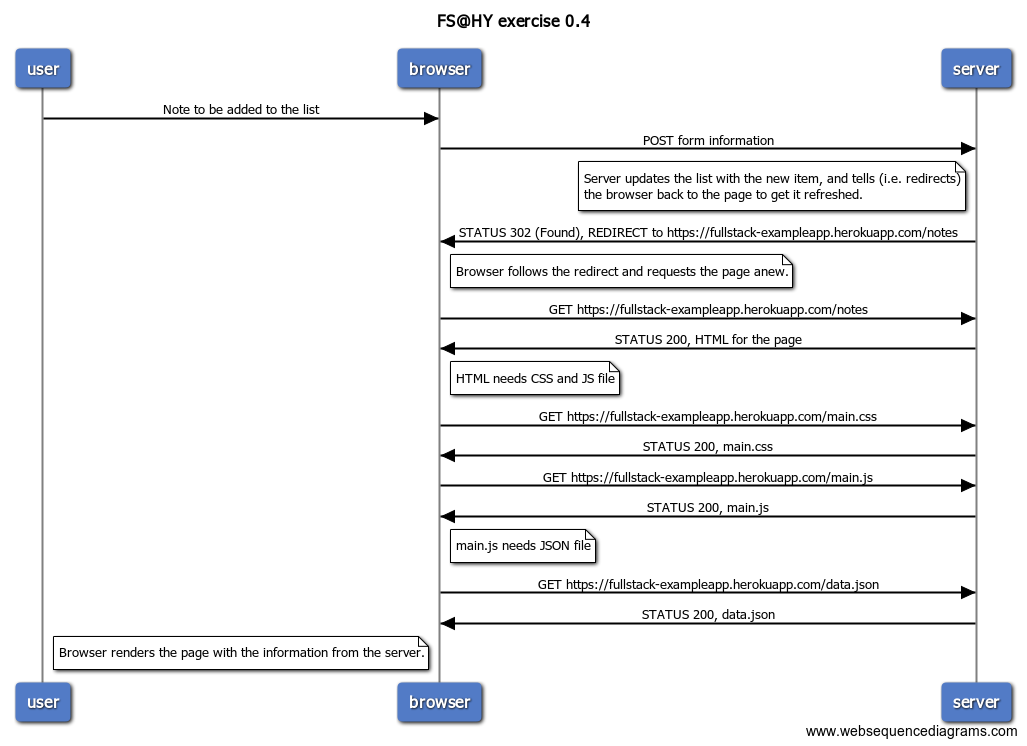 FS@HY exercise 0.4
user
browser
server
Note to be added to the list
POST form information
Server updates the list with the new item, and tells (i.e. redirects)
the browser back to the page to get it refreshed.
STATUS 302 (Found), REDIRECT to https://fullstack-exampleapp.herokuapp.com/notes
Browser follows the redirect and requests the page anew.
GET https://fullstack-exampleapp.herokuapp.com/notes
STATUS 200, HTML for the page
HTML needs CSS and JS file
GET https://fullstack-exampleapp.herokuapp.com/main.css
STATUS 200, main.css
GET https://fullstack-exampleapp.herokuapp.com/main.js
STATUS 200, main.js
main.js needs JSON file
GET https://fullstack-exampleapp.herokuapp.com/data.json
STATUS 200, data.json
Browser renders the page with the information from the server.
user
browser
server
www.websequencediagrams.com